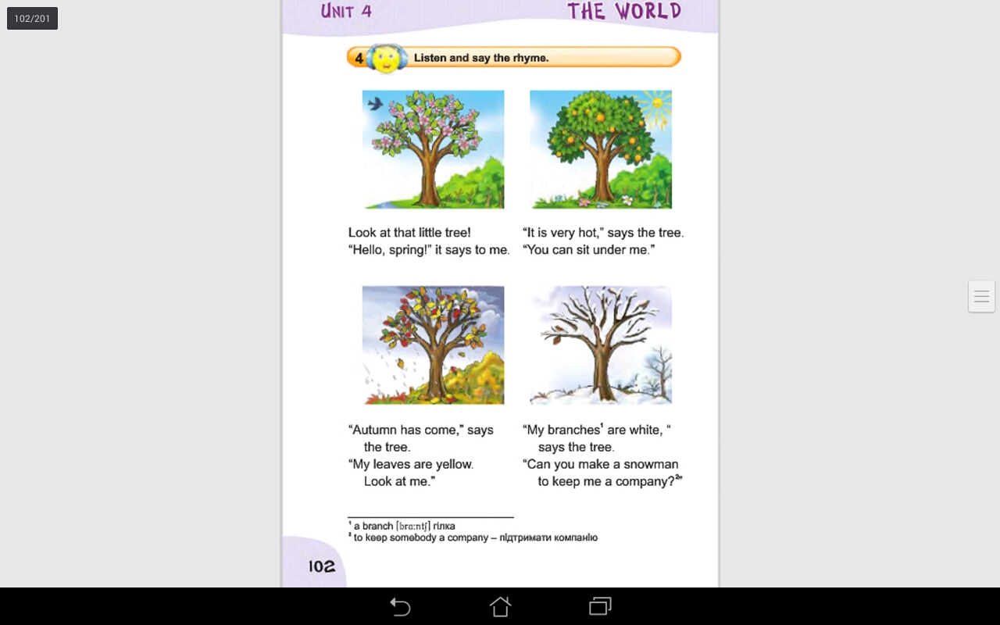 102/201
UNIT 4
THE WORLD
4
Listen and say the rhyme.
Look at that little tree!
“Hello, spring!” it says to me.
“It is very hot,” says the tree.
“You can sit under me.”
“Autumn has come,” says
the tree.
“My leaves are yellow.
Look at me.”
“My branches¹ are white, “
says the tree.
“Can you make a snowman
to keep me a company?²”
¹ a branch [brɑːntʃ] гілка
² to keep somebody a company – підтримати компанію
102